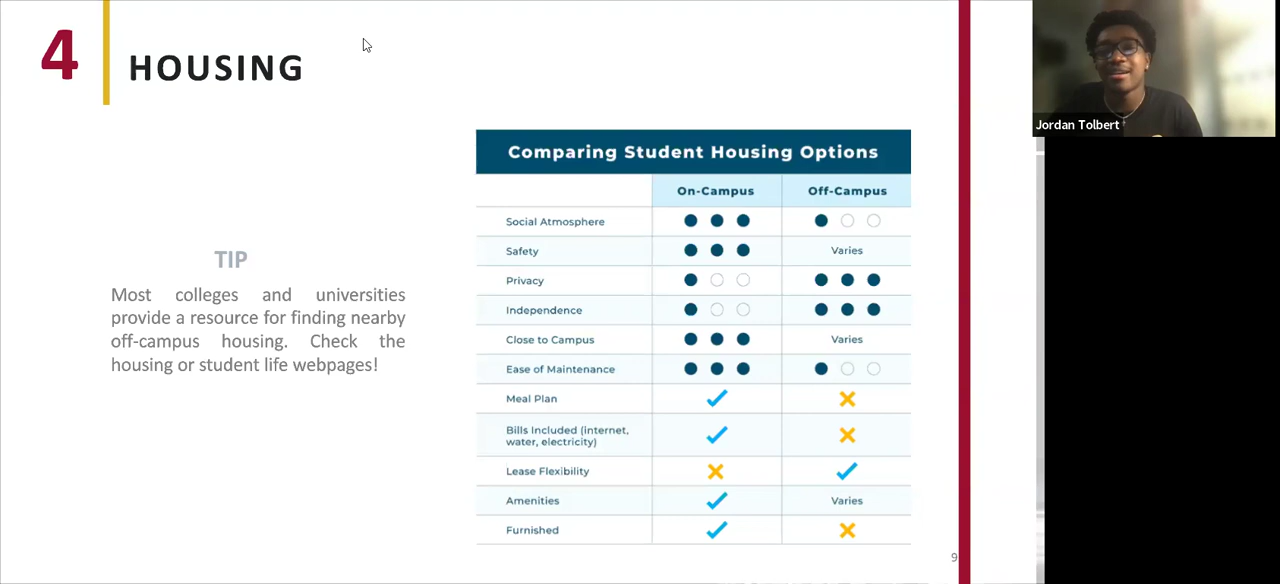 4
HOUSING
Jordan Tolbert
TIP
Most colleges and universities
provide a resource for finding nearby
off-campus housing. Check the
housing or student life webpages!
Comparing Student Housing Options
On-Campus Off-Campus
Social Atmosphere
Safety Varies
Privacy
Independence
Close to Campus Varies
Ease of Maintenance
Meal Plan
Bills Included (internet,
water, electricity)
Lease Flexibility
Amenities Varies
Furnished
9